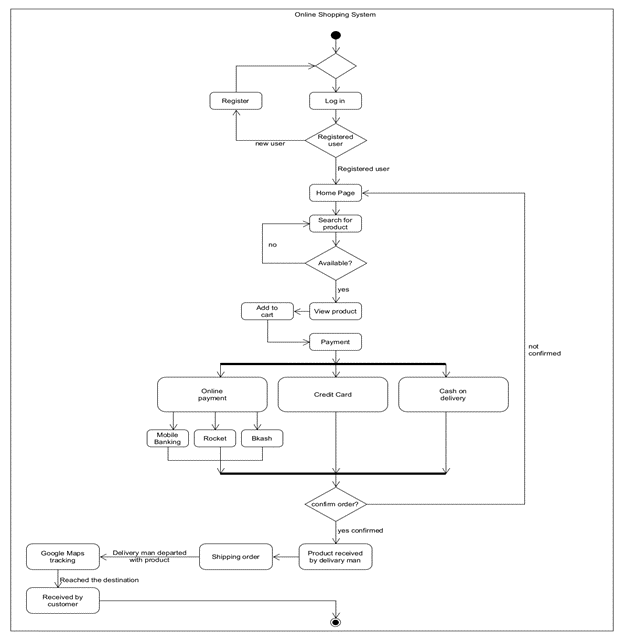 Online Shopping System
Register
Log in
Registered
user
new user
Registered user
Home Page
Search for
product
no
Available?
yes
Add to
cart
View product
Payment
not
confirmed
Online
payment
Credit Card
Cash on
delivery
Mobile
Banking
Rocket
Bkash
confirm order?
yes confirmed
Google Maps
tracking
Delivery man departed
with product
Shipping order
Product received
by delivary man
Reached the destination
Received by
customer